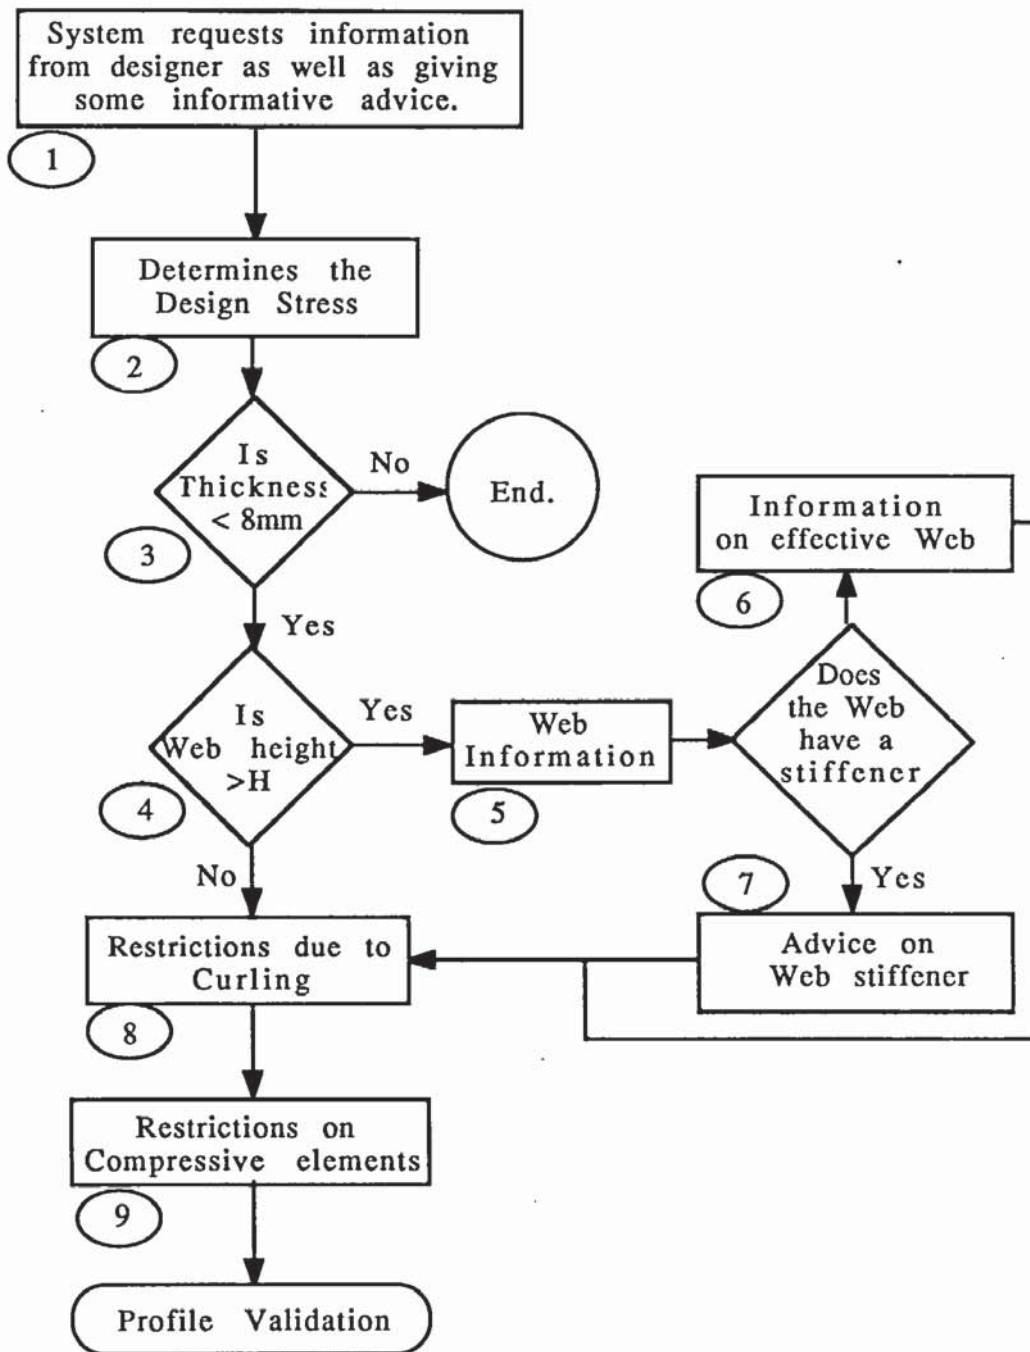 System requests information
from designer as well as giving
some informative advice.
1
Determines the
Design Stress
2
Is
Thickness
< 8mm
3
No
End.
Yes
Is
Web height
>H
4
Yes
Web
Information
5
Does
the Web
have a
stiffener
Information
on effective Web
6
Yes
7
Advice on
Web stiffener
No
Restrictions due to
Curling
8
Restrictions on
Compressive elements
9
Profile Validation